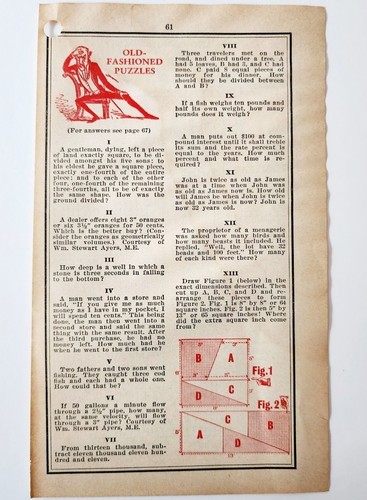 61
OLD-
FASHIONED
PUZZLES
(For answers see page 67)
I
A gentleman, dying, left a piece
of land exactly square, to be di-
vided amongst his five sons; to
his eldest he gave a square piece,
exactly one-fourth of the entire
piece; and to each of the other
four, one-fourth of the remaining
three-fourths, all to be of exactly
the same shape. How was the
ground divided?
II
A dealer offers eight 3" oranges
or six 3½" oranges for 50 cents.
Which is the better buy? (Con-
sider the oranges as geometrically
similar volumes.) Courtesy of
Wm. Stewart Ayers, M.E.
III
How deep is a well in which a
stone is three seconds in falling
to the bottom?
IV
A man went into a store and
said, "If you give me as much
money as I have in my pocket, I
will spend ten cents." This being
done, the man then went into a
second store and said the same
thing with the same result. After
the third purchase, he had no
money left. How much had he
when he went to the first store?
V
Two fathers and two sons went
fishing. They caught three cod
fish and each had a whole one.
How could that be?
VI
If 50 gallons a minute flow
through a 2½" pipe, how many,
at the same velocity, will flow
through a 3" pipe? Courtesy of
Wm. Stewart Ayers, M.E.
VII
From thirteen thousand, sub-
tract eleven thousand eleven hun-
dred and eleven.
VIII
Three travelers met on the
road, and dined under a tree. A
had 5 loaves, B had 3, and C had
none. C paid 8 equal pieces of
money for his dinner. How
should they be divided between
A and B?
IX
If a fish weighs ten pounds and
half its own weight, how many
pounds does it weigh?
X
A man puts out $100 at com-
pound interest until it shall treble
its sum and the rate percent is
equal to the years. How much
percent and what time is re-
quired?
XI
John is twice as old as James
was at a time when John was
as old as James now is. How old
will James be when John is twice
as old as James is now? John is
now 32 years old.
XII
The proprietor of a menagerie
was asked how many birds and
how many beasts it included. He
replied, "Well, the lot have 32
heads and 100 feet." How many
of each kind were there?
XIII
Draw Figure 1 (below) in the
exact dimensions described. Then
cut up A, B, C, and D and re-
arrange these pieces to form
Figure 2. Fig. 1 is 8" by 8" or 64
square inches. Fig. 2 is then 5" by
13" or 65 square inches! Where
did the extra square inch come
from?
B
A
D
C
Fig.1
Fig.2
A
C
D
B